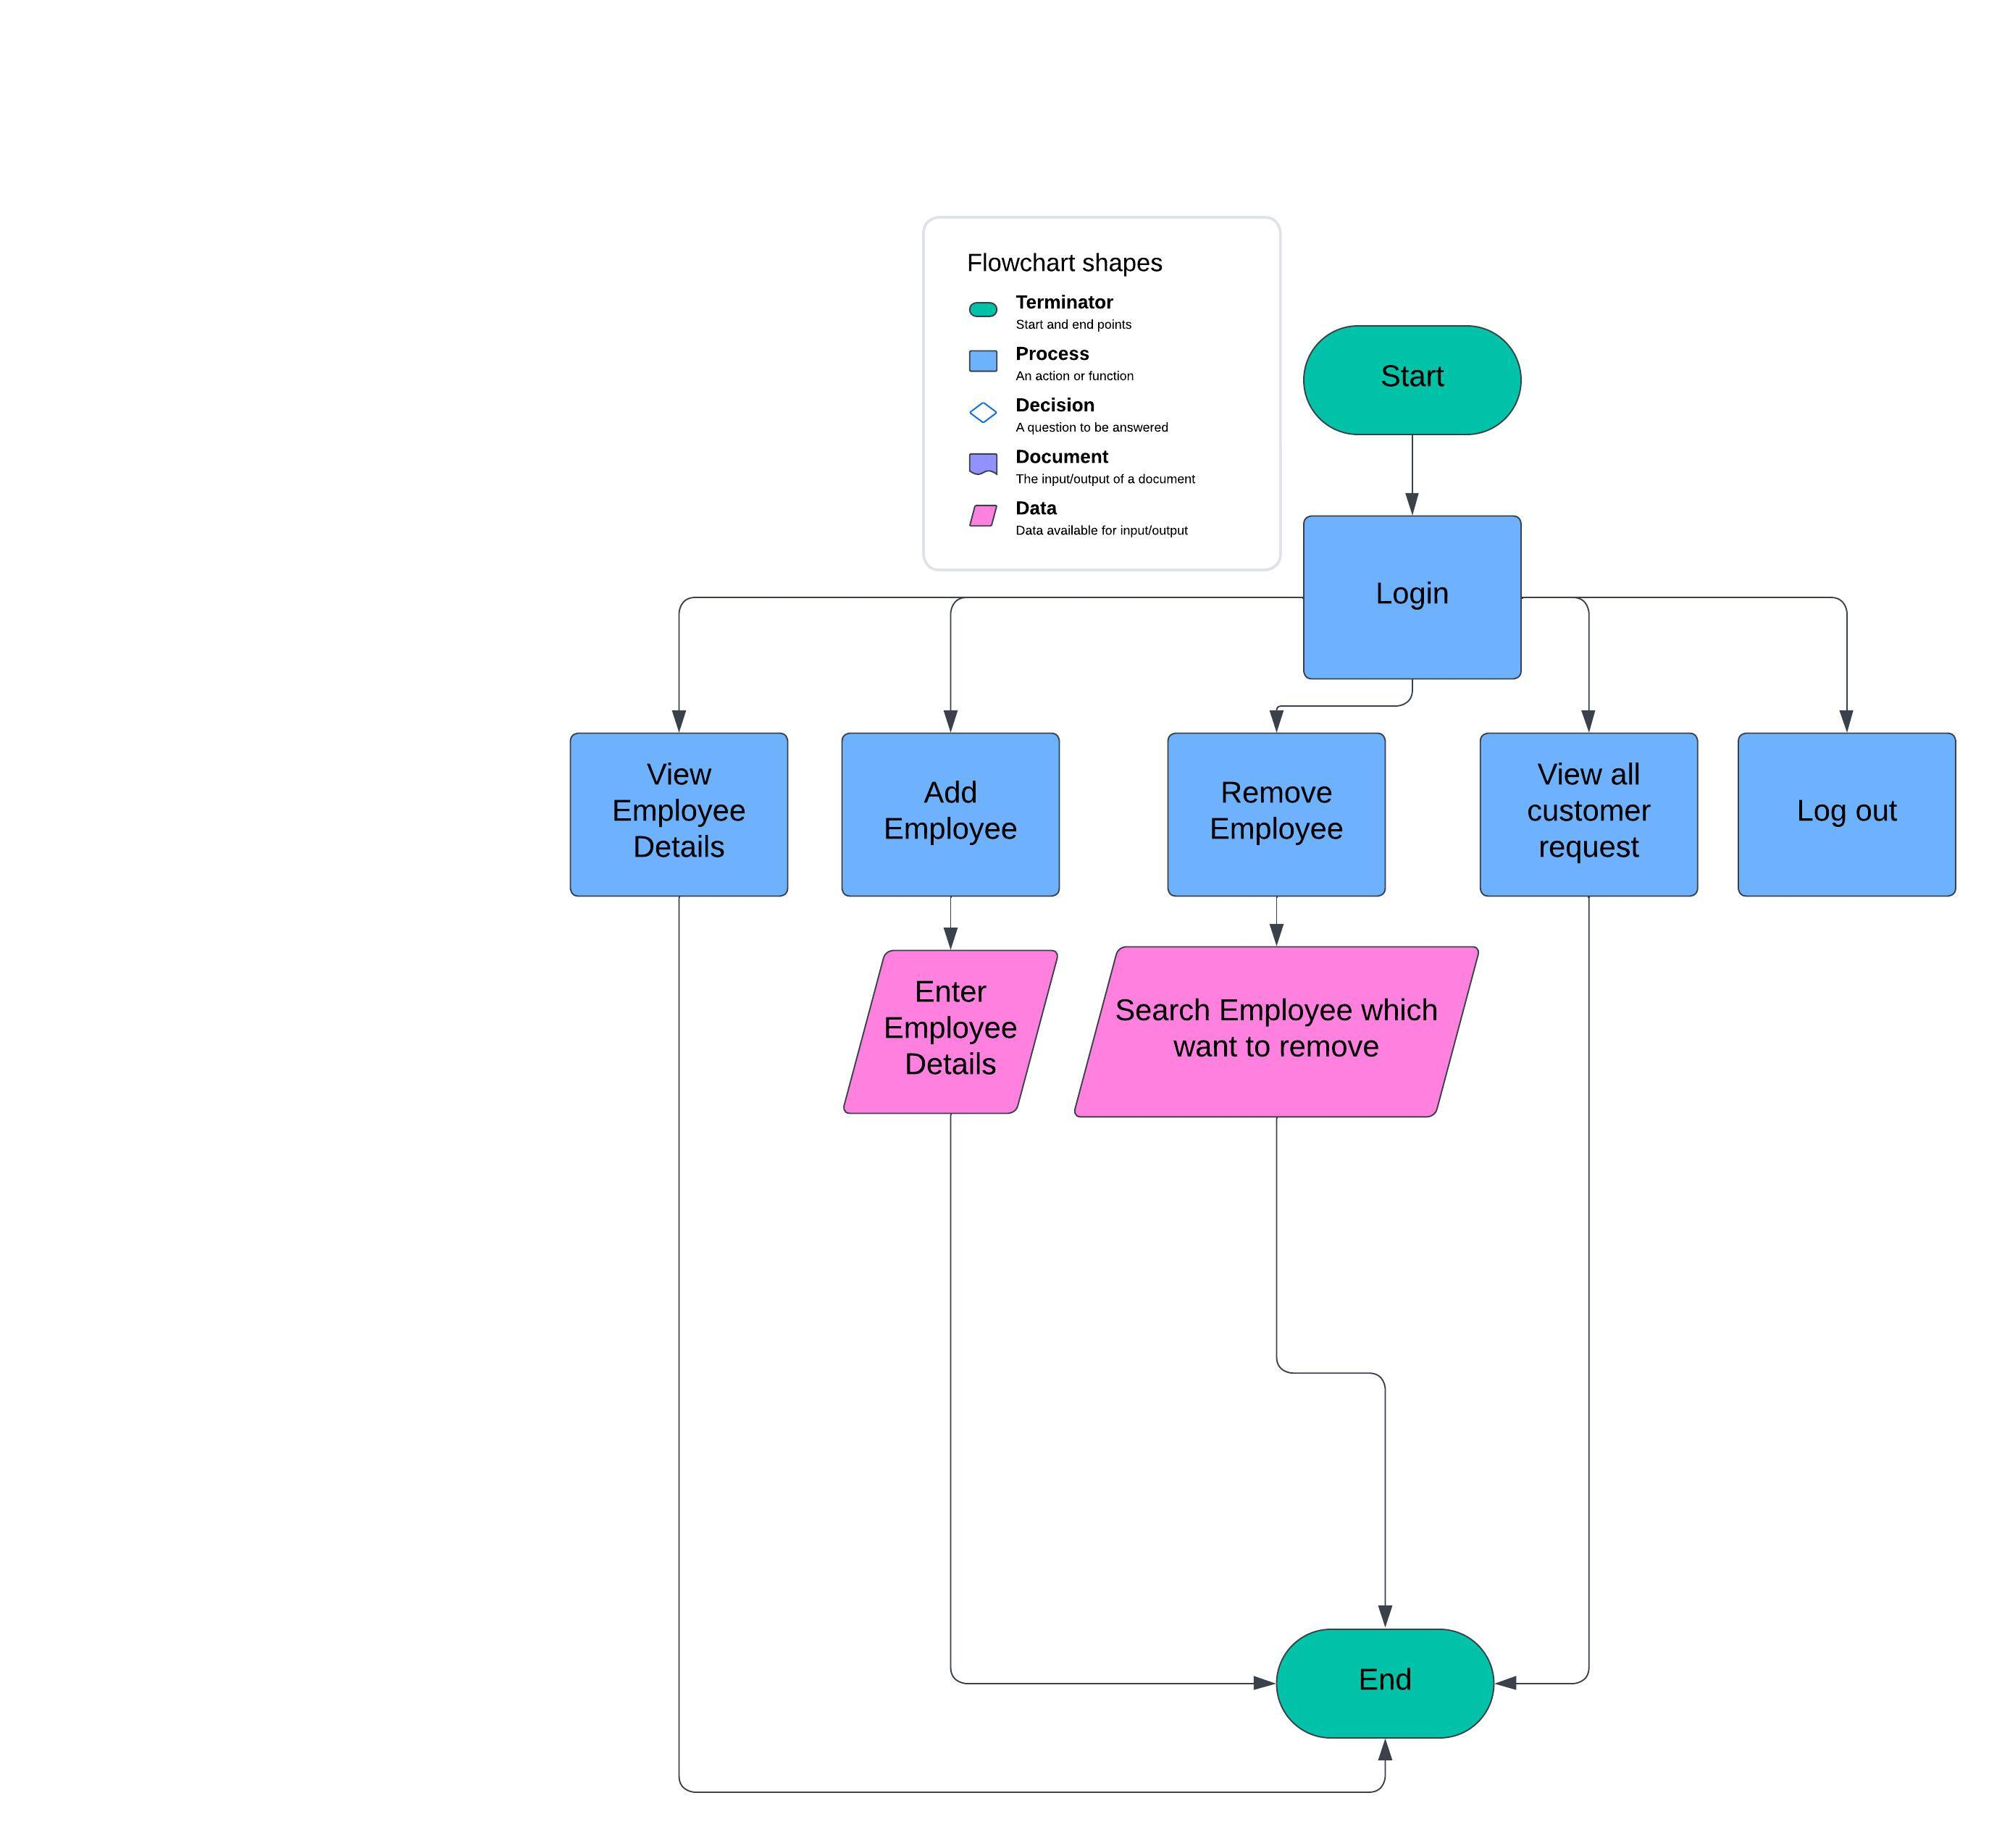 Flowchart shapes
Terminator
Start and end points
Process
An action or function
Decision
A question to be answered
Document
The input/output of a document
Data
Data available for input/output
Start
Login
View
Employee
Details
Add
Employee
Remove
Employee
View all
customer
request
Log out
Enter
Employee
Details
Search Employee which
want to remove
End